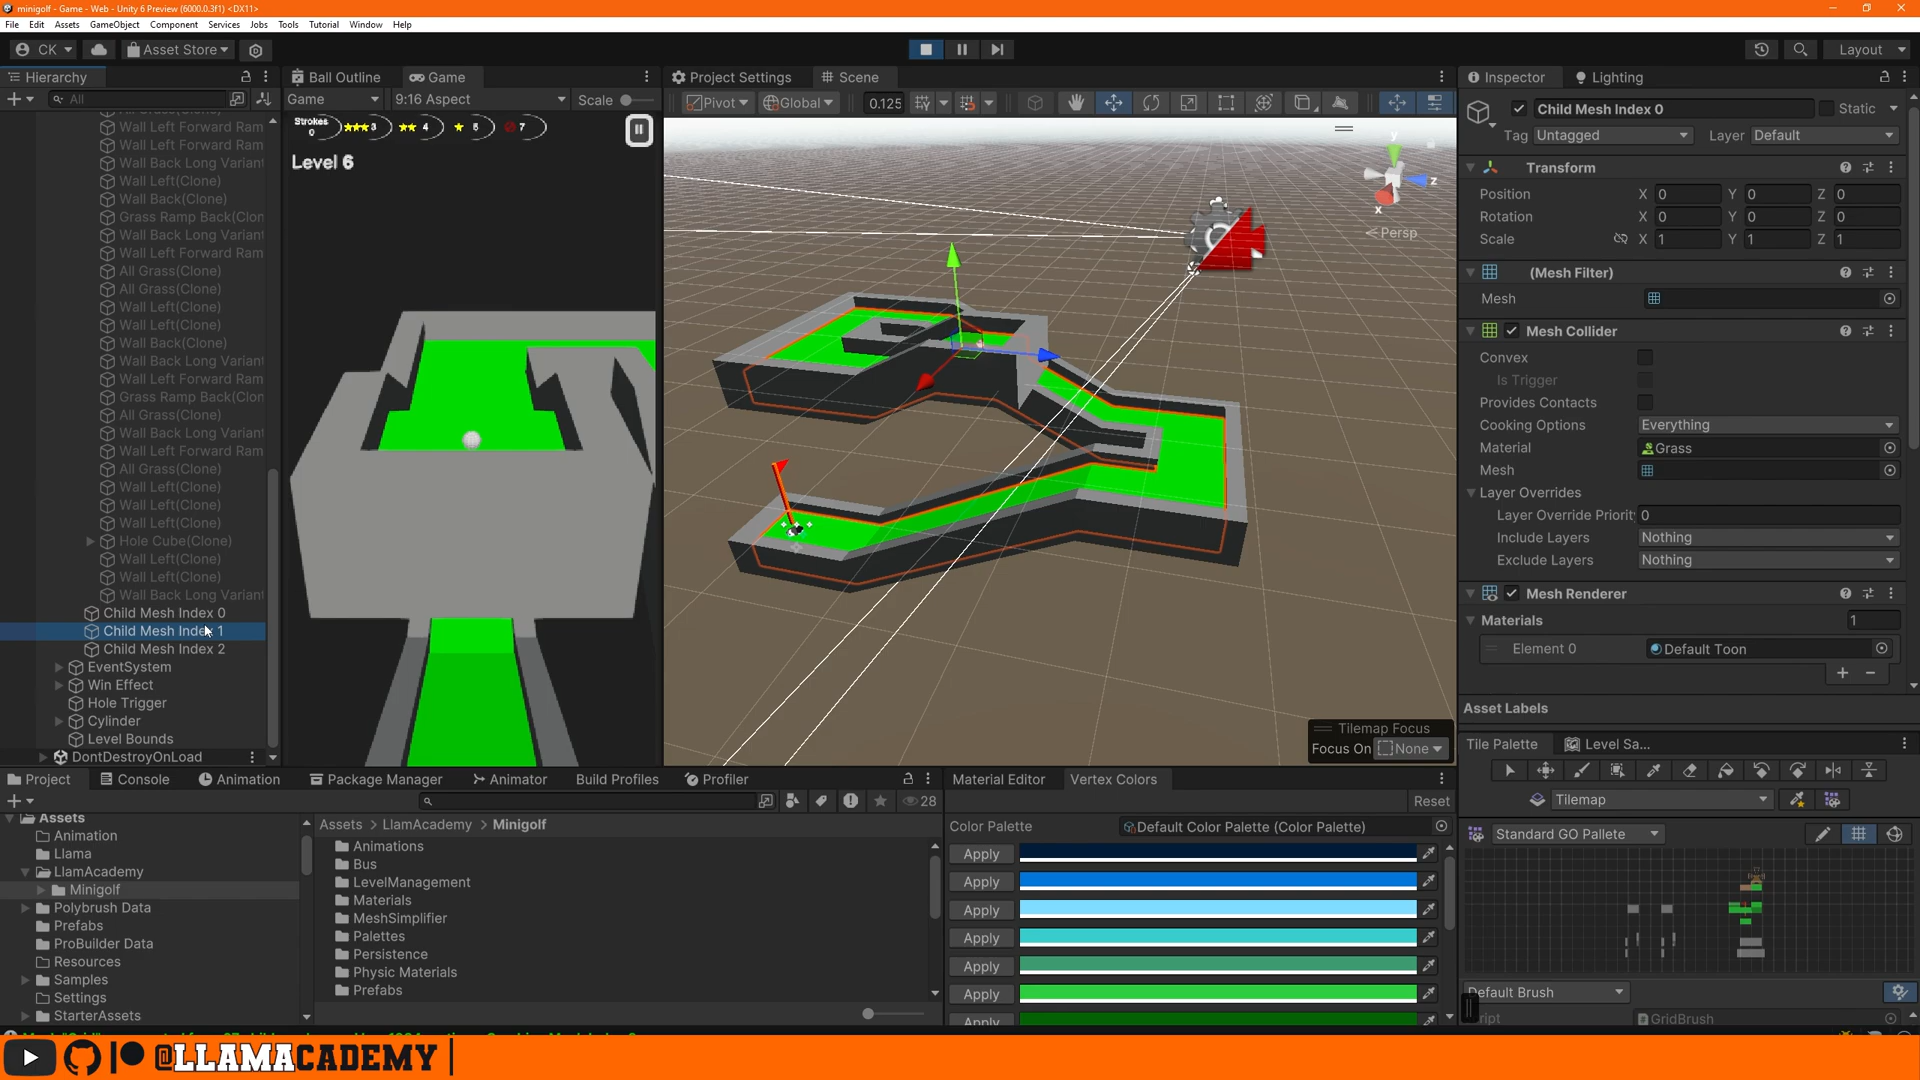 minigolf - Game - Web - Unity 6 Preview (6000.0.3f1) <DX11>
File Edit Assets GameObject Component Services Jobs Tools Tutorial Window Help
CK Asset Store Layout
Hierarchy
All
Wall Left Forward Ram
Wall Left Forward Ram
Wall Back Long Variant
Wall Left(Clone)
Wall Back(Clone)
Grass Ramp Back(Clon
Wall Back Long Variant
Wall Left Forward Ram
All Grass(Clone)
All Grass(Clone)
Wall Left(Clone)
Wall Left(Clone)
Wall Back(Clone)
Wall Back Long Variant
Wall Left Forward Ram
Grass Ramp Back(Clon
All Grass(Clone)
Wall Back Long Variant
Wall Left Forward Ram
All Grass(Clone)
Wall Left(Clone)
Wall Left(Clone)
Wall Left(Clone)
Hole Cube(Clone)
Wall Left(Clone)
Wall Left(Clone)
Wall Back Long Variant
Child Mesh Index 0
Child Mesh Index 1
Child Mesh Index 2
EventSystem
Win Effect
Hole Trigger
Cylinder
Level Bounds
DontDestroyOnLoad
Ball Outline Game
Game 9:16 Aspect Scale
Strokes
0 3 4 5 7
Level 6
Project Settings Scene
Pivot Global 0.125
y
z
x
Persp
Tilemap Focus
Focus On None
Inspector Lighting
Child Mesh Index 0 Static
Tag Untagged Layer Default
Transform
Position X 0 Y 0 Z 0
Rotation X 0 Y 0 Z 0
Scale X 1 Y 1 Z 1
(Mesh Filter)
Mesh
Mesh Collider
Convex
Is Trigger
Provides Contacts
Cooking Options Everything
Material Grass
Mesh
Layer Overrides
Layer Override Priorit 0
Include Layers Nothing
Exclude Layers Nothing
Mesh Renderer
Materials 1
Element 0 Default Toon
Asset Labels
Tile Palette Level Sa...
Tilemap
Standard GO Pallete
Default Brush
GridBrush
Project Console Animation Package Manager Animator Build Profiles Profiler
28
Assets
Animation
Llama
LlamAcademy
Minigolf
Polybrush Data
Prefabs
ProBuilder Data
Resources
Samples
Settings
StarterAssets
Assets > LlamAcademy > Minigolf
Animations
Bus
LevelManagement
Materials
MeshSimplifier
Palettes
Persistence
Physic Materials
Prefabs
Material Editor Vertex Colors
Reset
Color Palette Default Color Palette (Color Palette)
Apply
Apply
Apply
Apply
Apply
Apply
Apply
@LLAMACADEMY